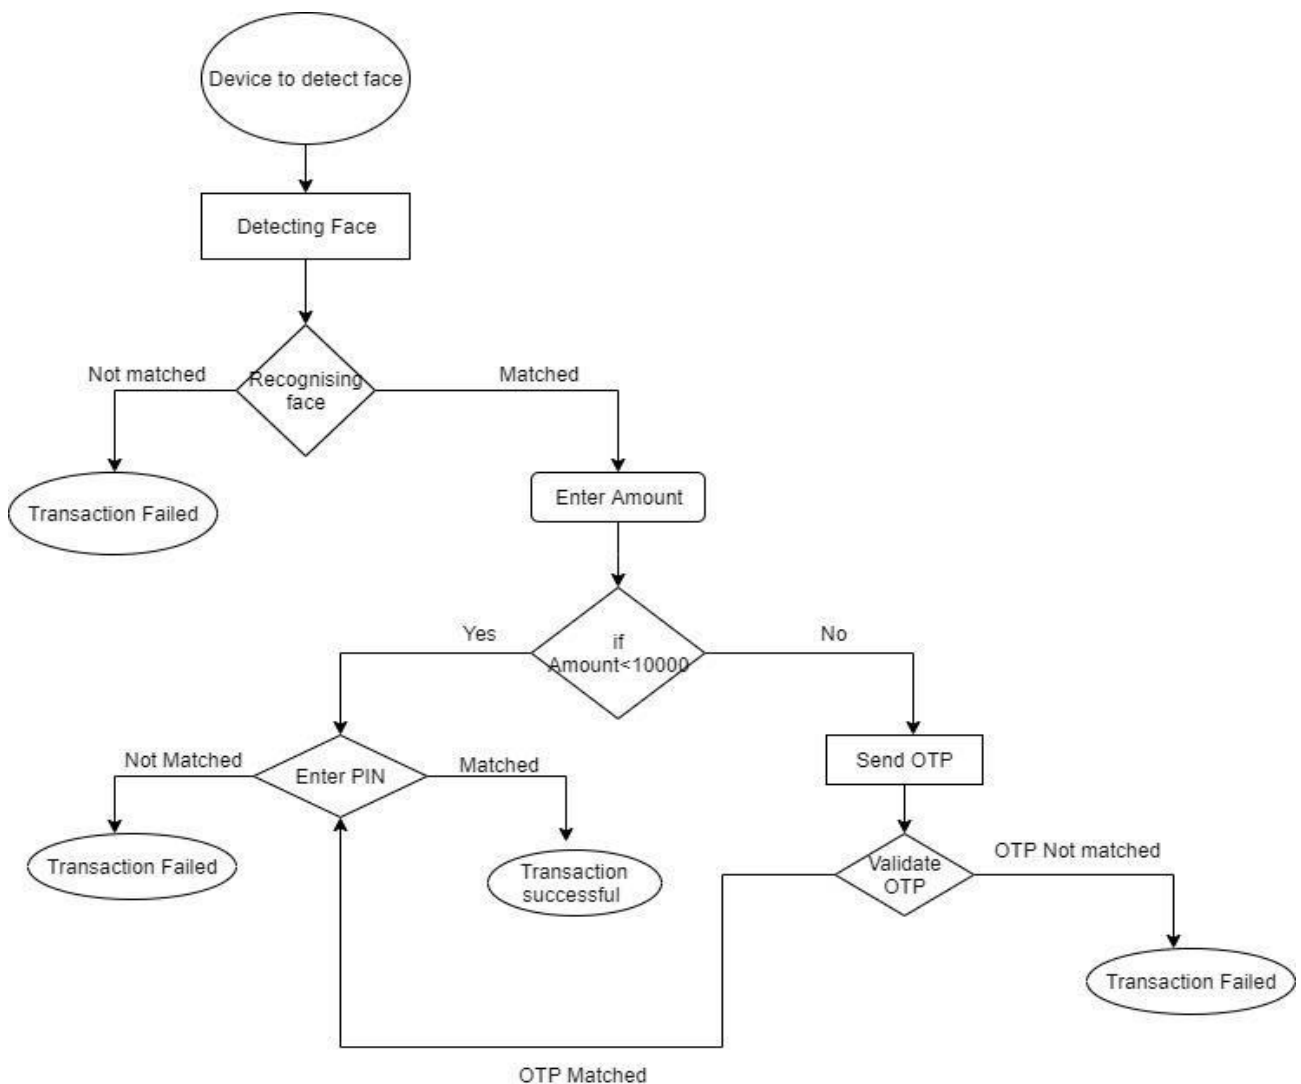 Device to detect face
Detecting Face
Not matched
Recognising
face
Matched
Transaction Failed
Enter Amount
Yes
if
Amount<10000
No
Not Matched
Enter PIN
Matched
Send OTP
Transaction Failed
Transaction
successful
Validate
OTP
OTP Not matched
Transaction Failed
OTP Matched